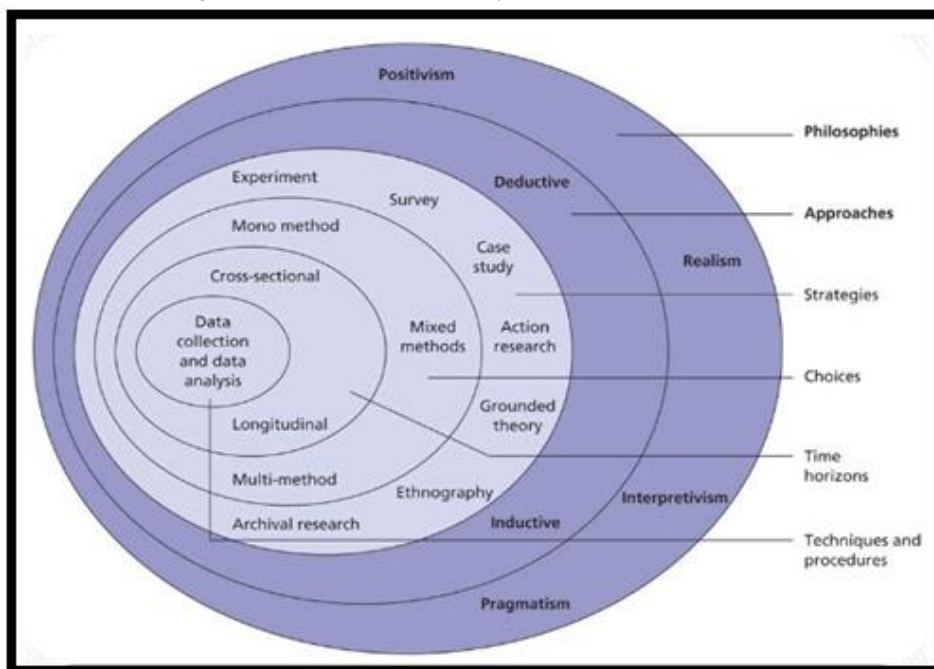 Positivism
Philosophies
Experiment
Deductive
Survey
Approaches
Mono method
Case
study
Realism
Cross-sectional
Strategies
Data
collection
and data
analysis
Mixed
methods
Action
research
Choices
Grounded
theory
Longitudinal
Time
horizons
Multi-method
Ethnography
Interpretivism
Archival research
Inductive
Techniques and
procedures
Pragmatism